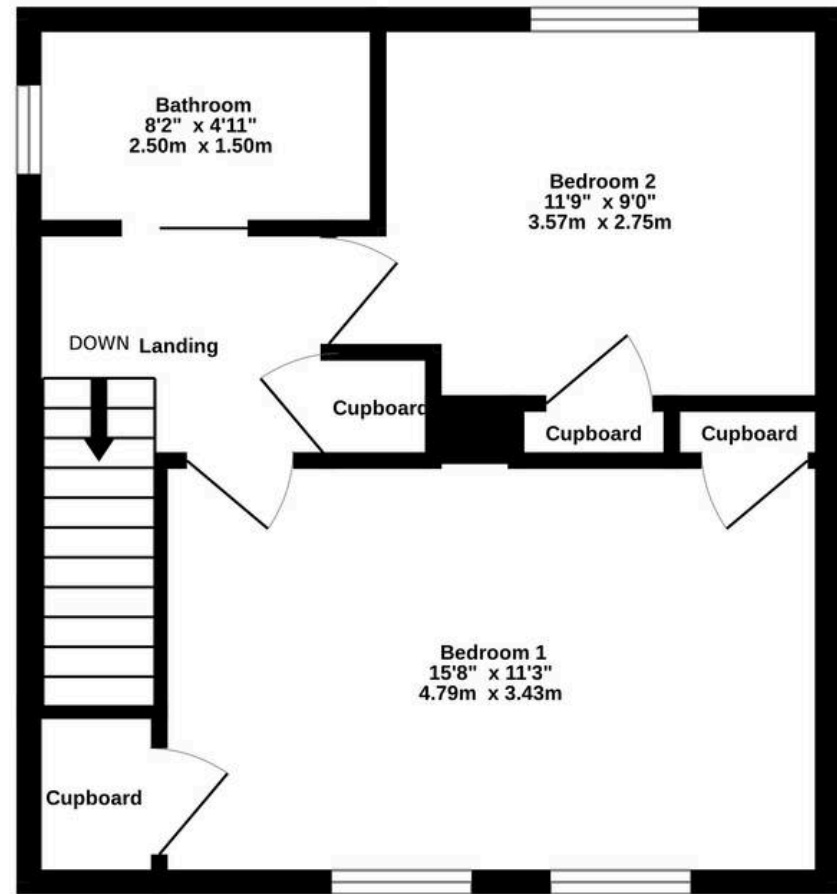 Bathroom
8'2" x 4'11"
2.50m x 1.50m
Bedroom 2
11'9" x 9'0"
3.57m x 2.75m
DOWN Landing
Cupboard
Cupboard
Cupboard
Bedroom 1
15'8" x 11'3"
4.79m x 3.43m
Cupboard